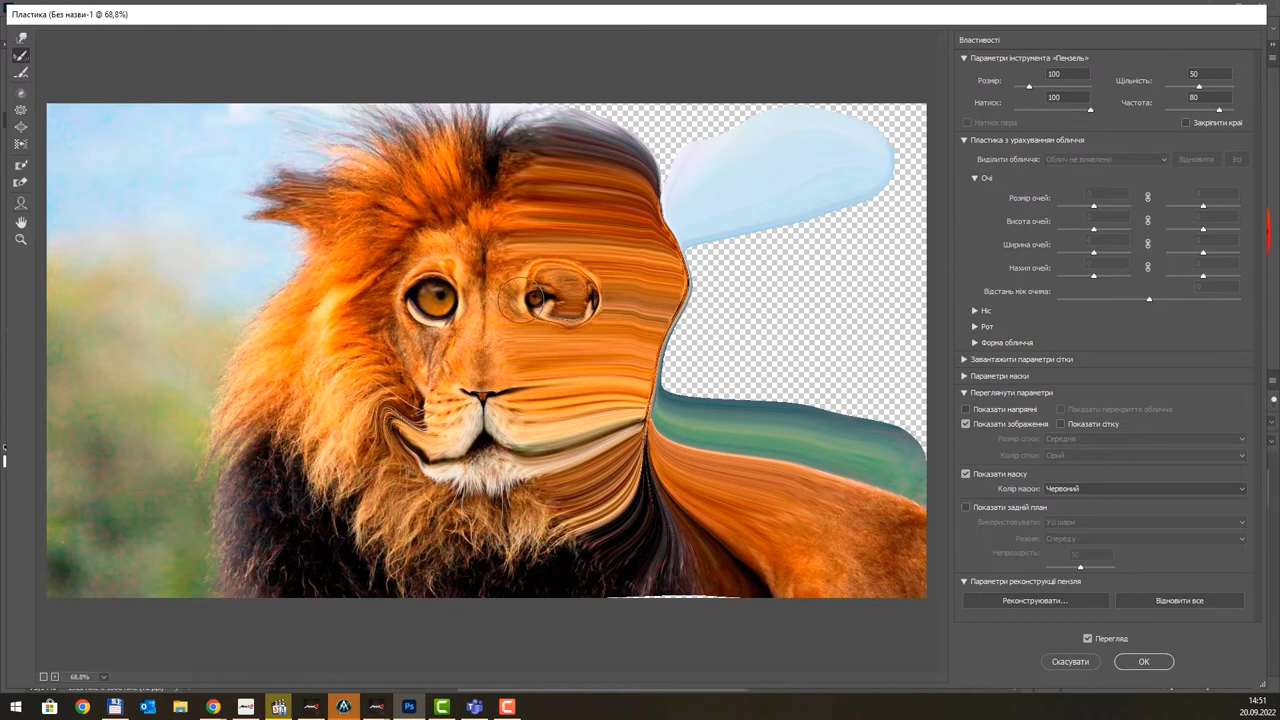 Пластика (Без назви-1 @ 68,8%)
Властивості
Параметри інструмента «Пензель»
Розмір: 100 Щільність: 50
Натиск: 100 Частота: 80
Натиск пера Закріпити краї
Пластика з урахуванням обличчя
Виділити обличчя: Облич не виявлено Відновити Усі
Очі
Розмір очей:
Висота очей:
Ширина очей:
Нахил очей:
Відстань між очима:
Ніс
Рот
Форма обличчя
Завантажити параметри сітки
Параметри маски
Переглянути параметри
Показати напрямні Показати перекриття обличчя
Показати зображення Показати сітку
Розмір сітки: Середня
Колір сітки: Сірий
Показати маску
Колір маски: Червоний
Показати задній план
Використовувати: Усі шари
Режим: Спереду
Непрозорість: 50
Параметри реконструкції пензля
Реконструювати... Відновити все
Перегляд
Скасувати OK
68.8%
14:51
20.09.2022